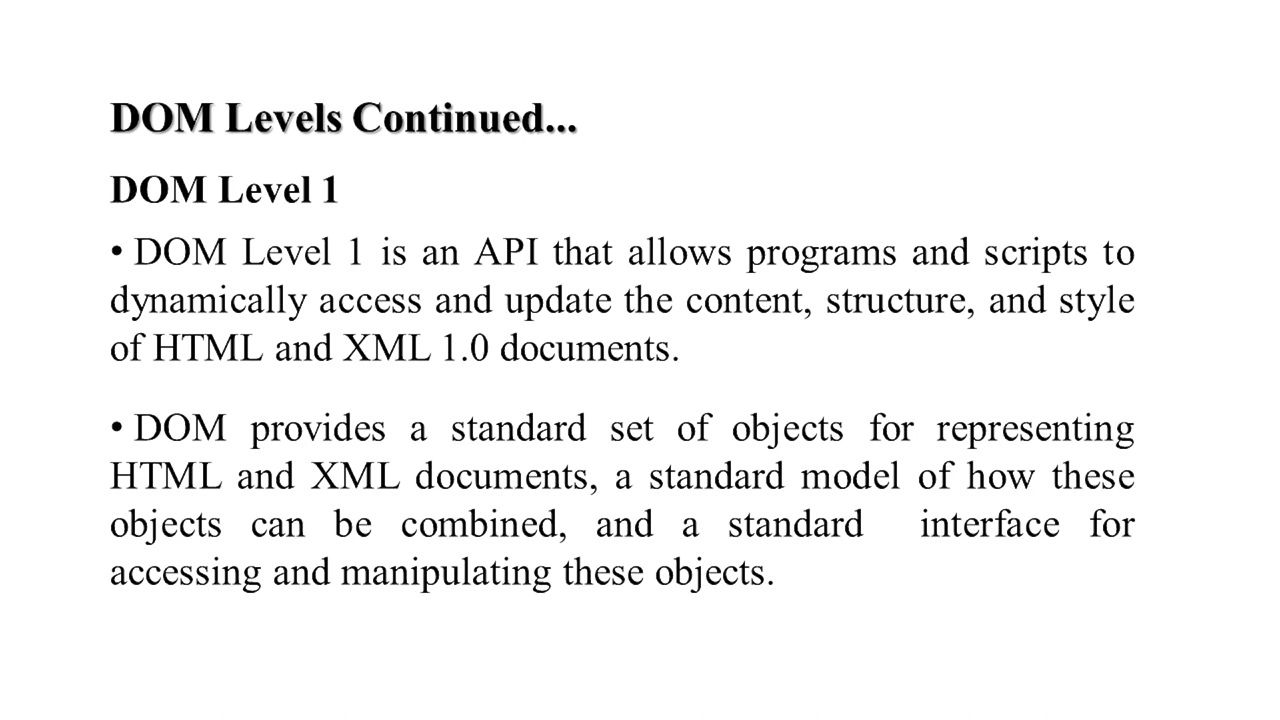 DOM Levels Continued...
DOM Level 1
• DOM Level 1 is an API that allows programs and scripts to
dynamically access and update the content, structure, and style
of HTML and XML 1.0 documents.
• DOM provides a standard set of objects for representing
HTML and XML documents, a standard model of how these
objects can be combined, and a standard interface for
accessing and manipulating these objects.